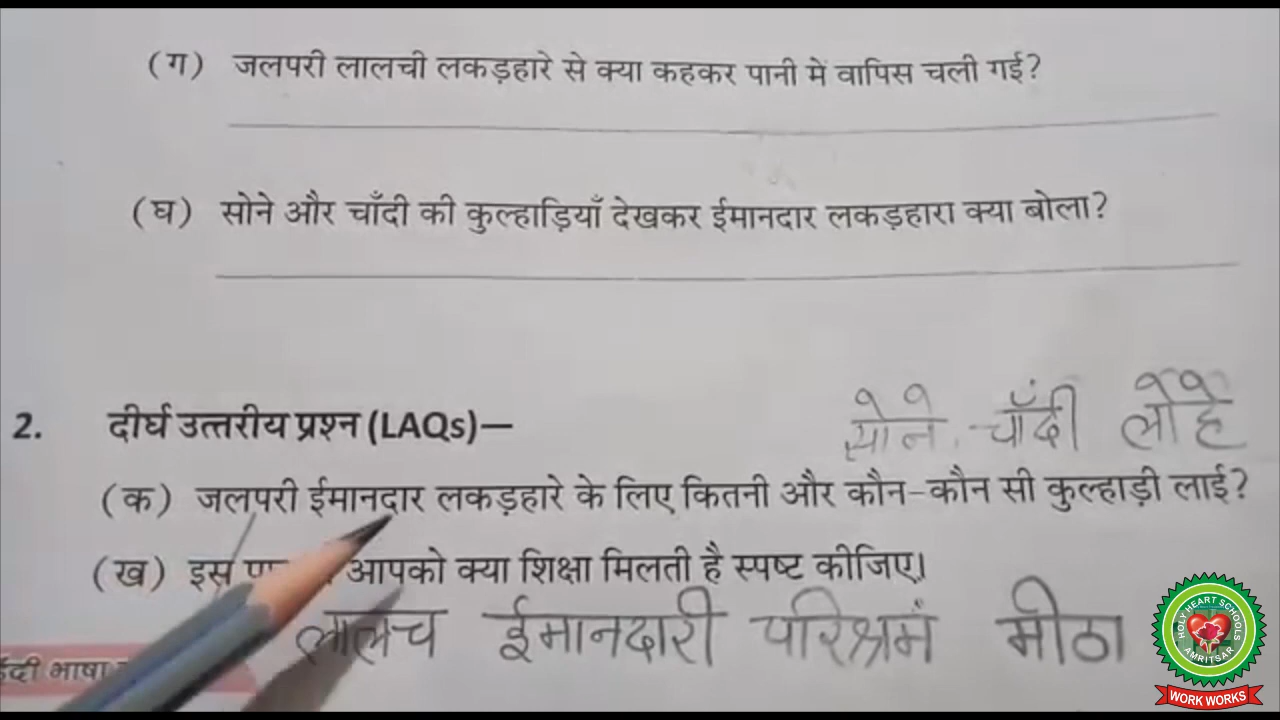 (ग) जलपरी लालची लकड़हारे से क्या कहकर पानी में वापिस चली गई?
(घ) सोने और चाँदी की कुल्हाड़ियाँ देखकर ईमानदार लकड़हारा क्या बोला?
सोने, चाँदी लोहे
2. दीर्घ उत्तरीय प्रश्न (LAQs)—
(क) जलपरी ईमानदार लकड़हारे के लिए कितनी और कौन-कौन सी कुल्हाड़ी लाई?
(ख) इस आपको क्या शिक्षा मिलती है स्पष्ट कीजिए।
लालच ईमानदारी परिश्रम मीठा
भाषा
HOLY HEART SCHOOLS
AMRITSAR
WORK WORKS